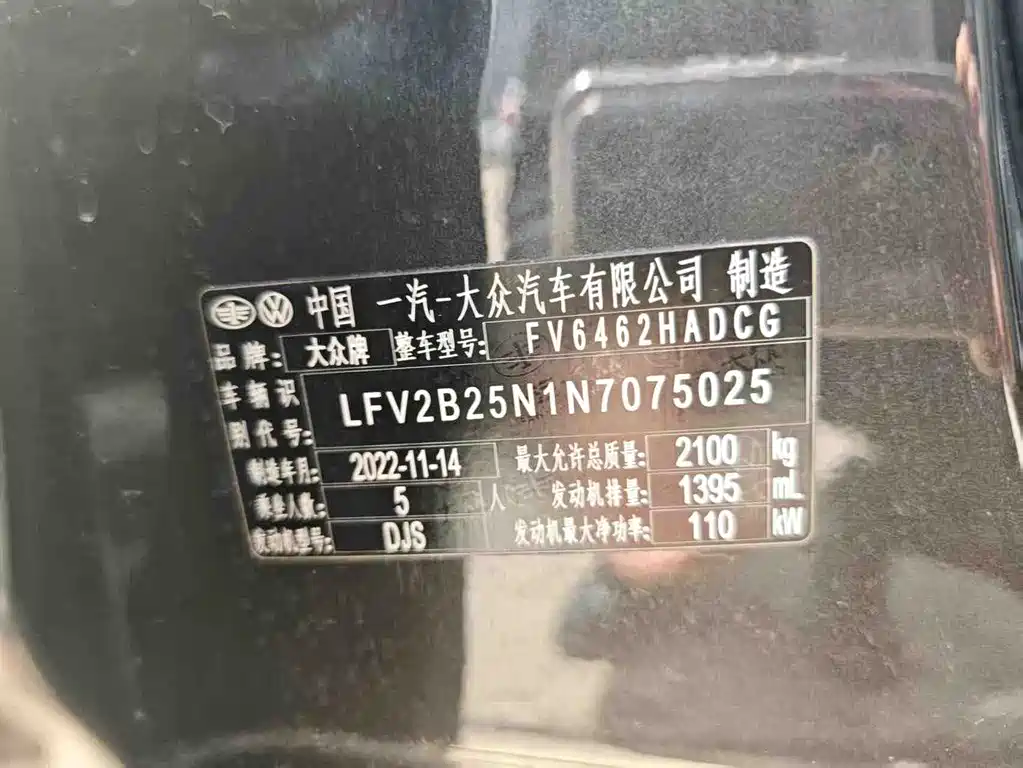 中国 一汽-大众汽车有限公司 制造
品牌: 大众牌 整车型号: FV6462HADCG
车辆识别代号: LFV2B25N1N7075025
制造年月: 2022-11-14 最大允许总质量: 2100 kg
乘坐人数: 5 人 发动机排量: 1395 mL
发动机型号: DJS 发动机最大净功率: 110 kW